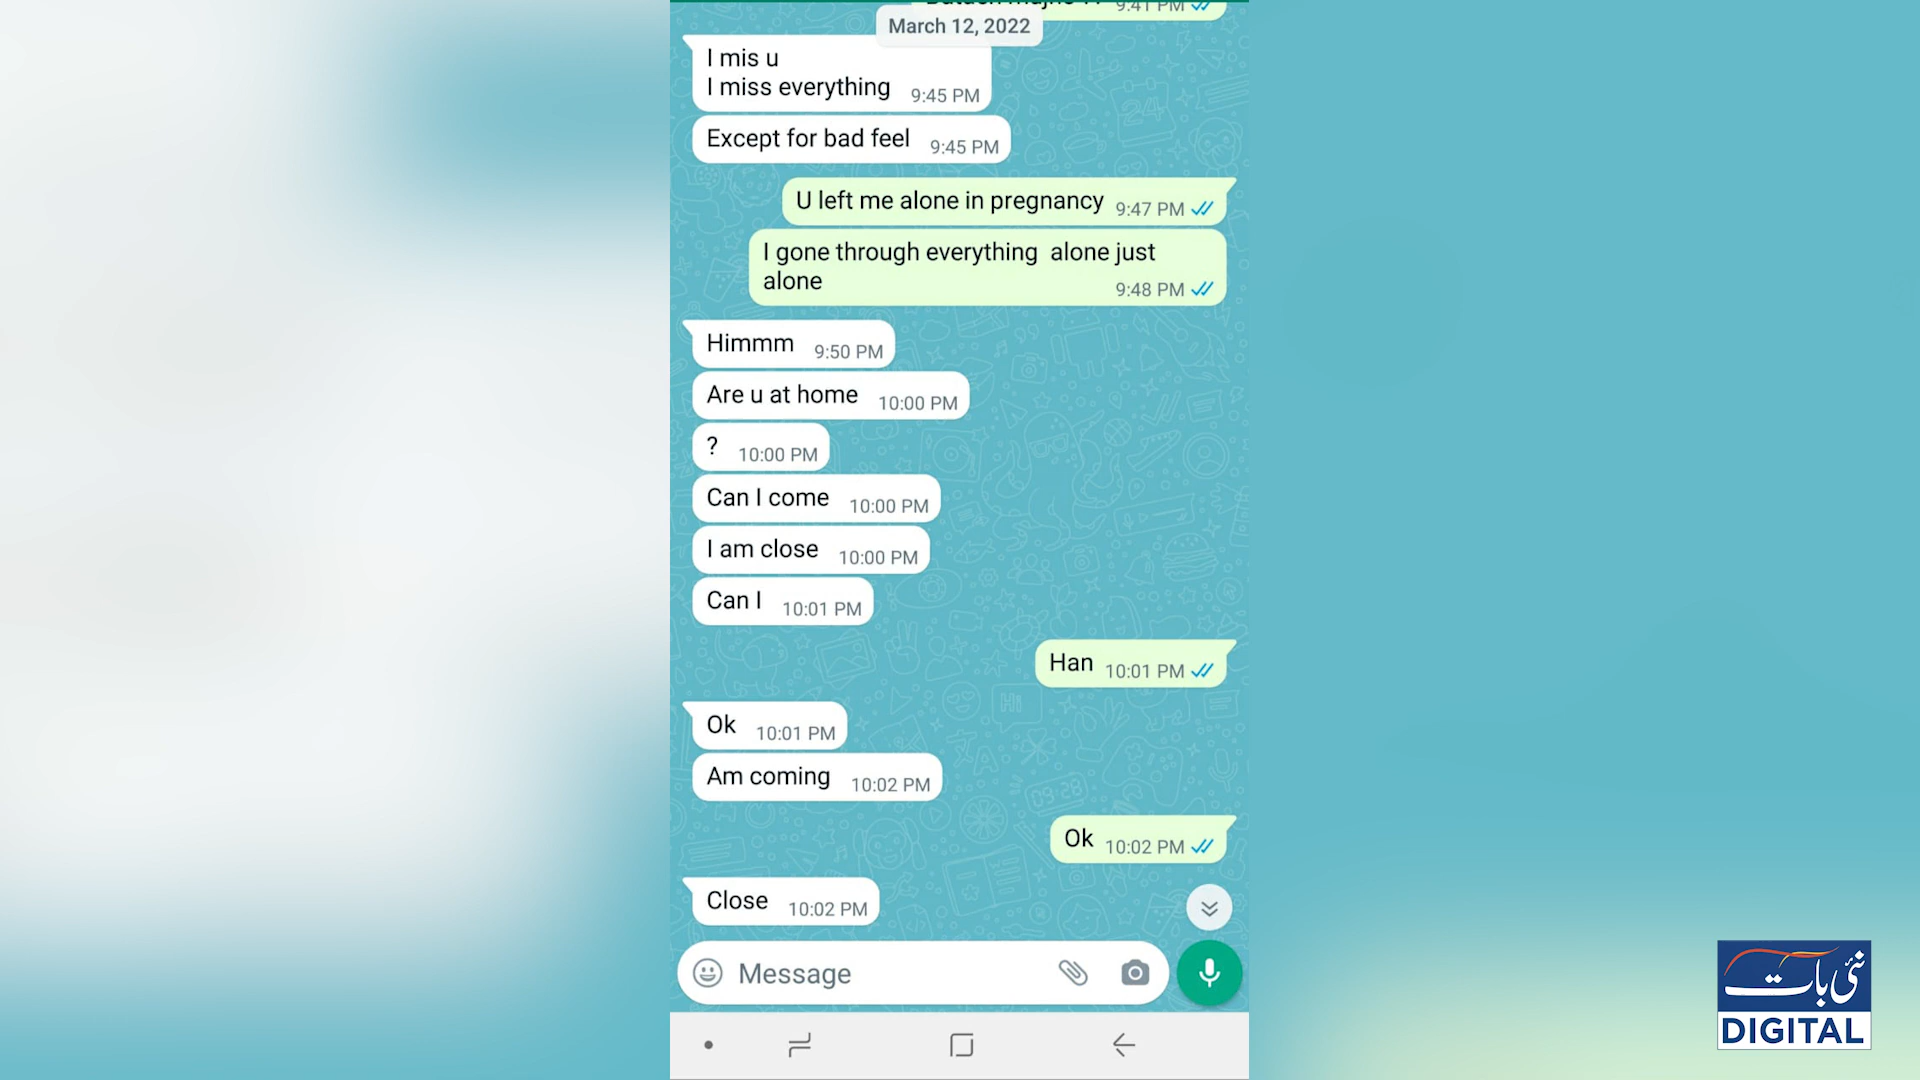 9:41 PM
March 12, 2022
I mis u
I miss everything 9:45 PM
Except for bad feel 9:45 PM
U left me alone in pregnancy 9:47 PM
I gone through everything  alone just
alone 9:48 PM
Himmm 9:50 PM
Are u at home 10:00 PM
? 10:00 PM
Can I come 10:00 PM
I am close 10:00 PM
Can I 10:01 PM
Han 10:01 PM
Ok 10:01 PM
Am coming 10:02 PM
Ok 10:02 PM
Close 10:02 PM
Message
نئی بات
DIGITAL